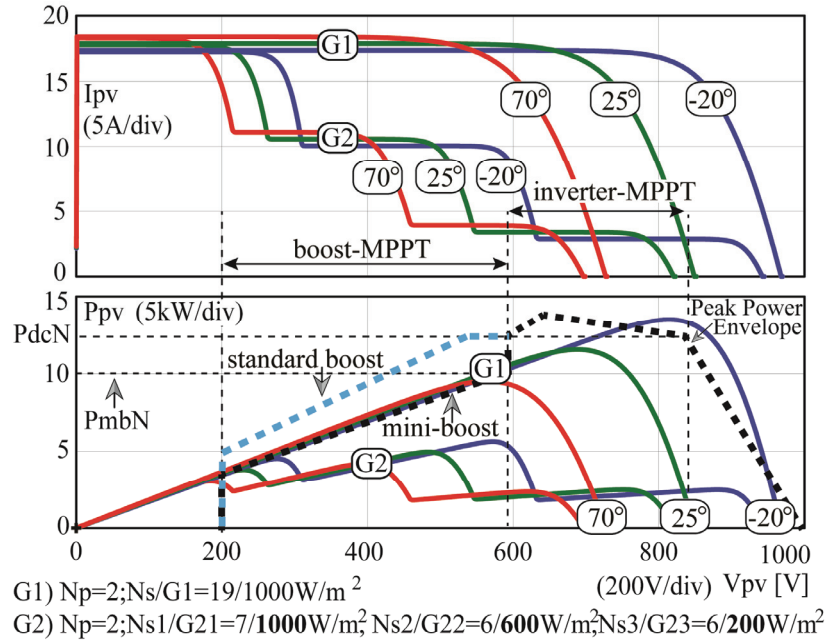 20
15
10
5
0
Ipv
(5A/div)
G1
G2
70°
25°
-20°
70°
25°
-20°
inverter-MPPT
boost-MPPT
15
PdcN
10
PmbN
5
0
Ppv (5kW/div)
standard boost
mini-boost
G1
G2
Peak Power
Envelope
70°
25°
-20°
0 200 400 600 800 1000
(200V/div) Vpv [V]
G1) Np=2;Ns/G1=19/1000W/m²
G2) Np=2;Ns1/G21=7/1000W/m²; Ns2/G22=6/600W/m²;Ns3/G23=6/200W/m²